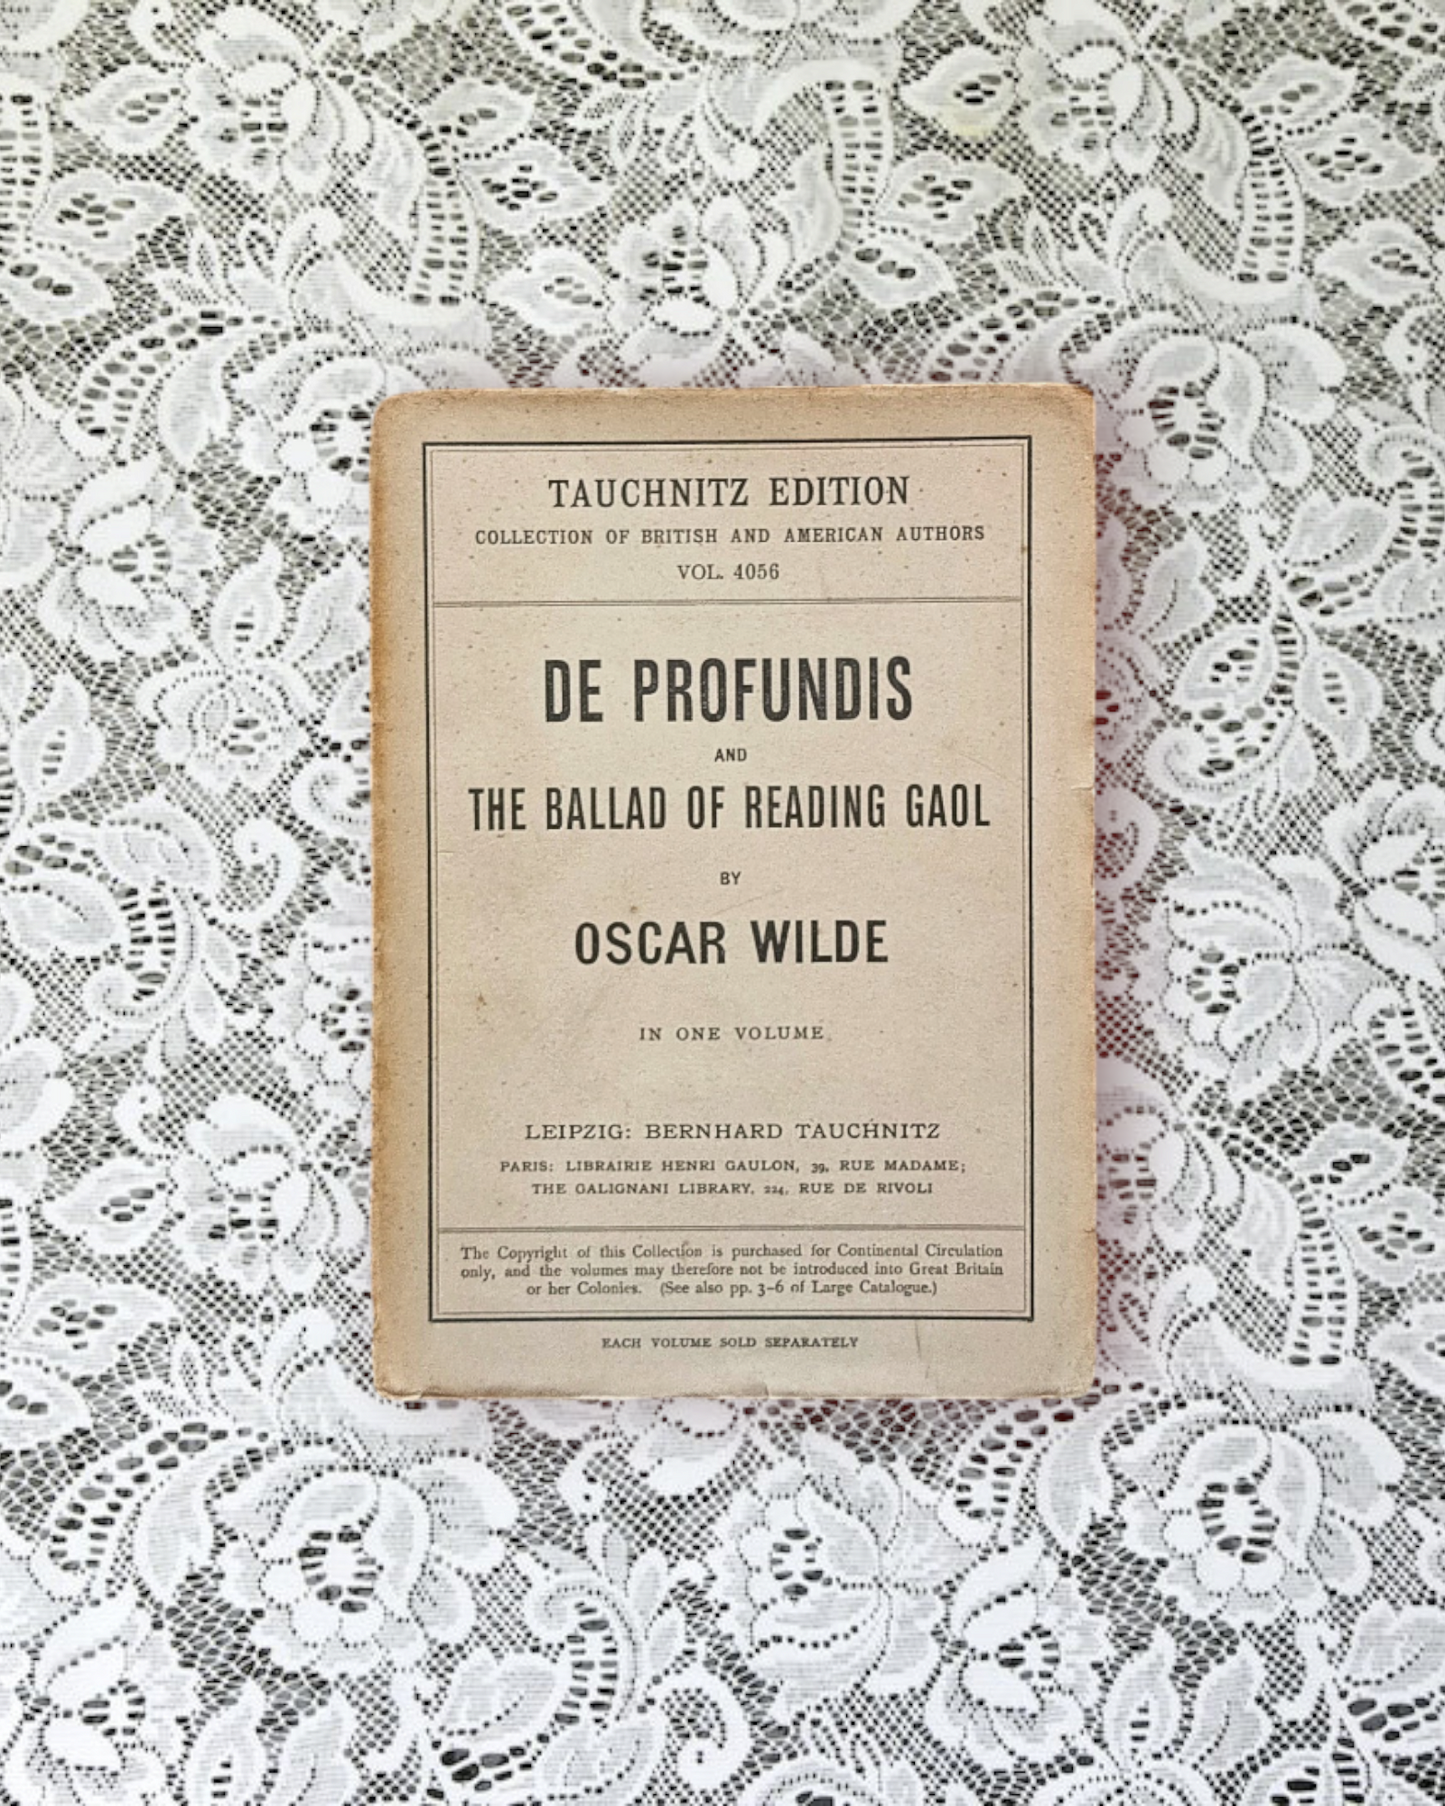 TAUCHNITZ EDITION
COLLECTION OF BRITISH AND AMERICAN AUTHORS
VOL. 4056
DE PROFUNDIS
AND
THE BALLAD OF READING GAOL
BY
OSCAR WILDE
IN ONE VOLUME
LEIPZIG: BERNHARD TAUCHNITZ
PARIS: LIBRAIRIE HENRI GAULON, 39, RUE MADAME;
THE GALIGNANI LIBRARY, 224, RUE DE RIVOLI
The Copyright of this Collection is purchased for Continental Circulation
only, and the volumes may therefore not be introduced into Great Britain
or her Colonies. (See also pp. 3–6 of Large Catalogue.)
EACH VOLUME SOLD SEPARATELY